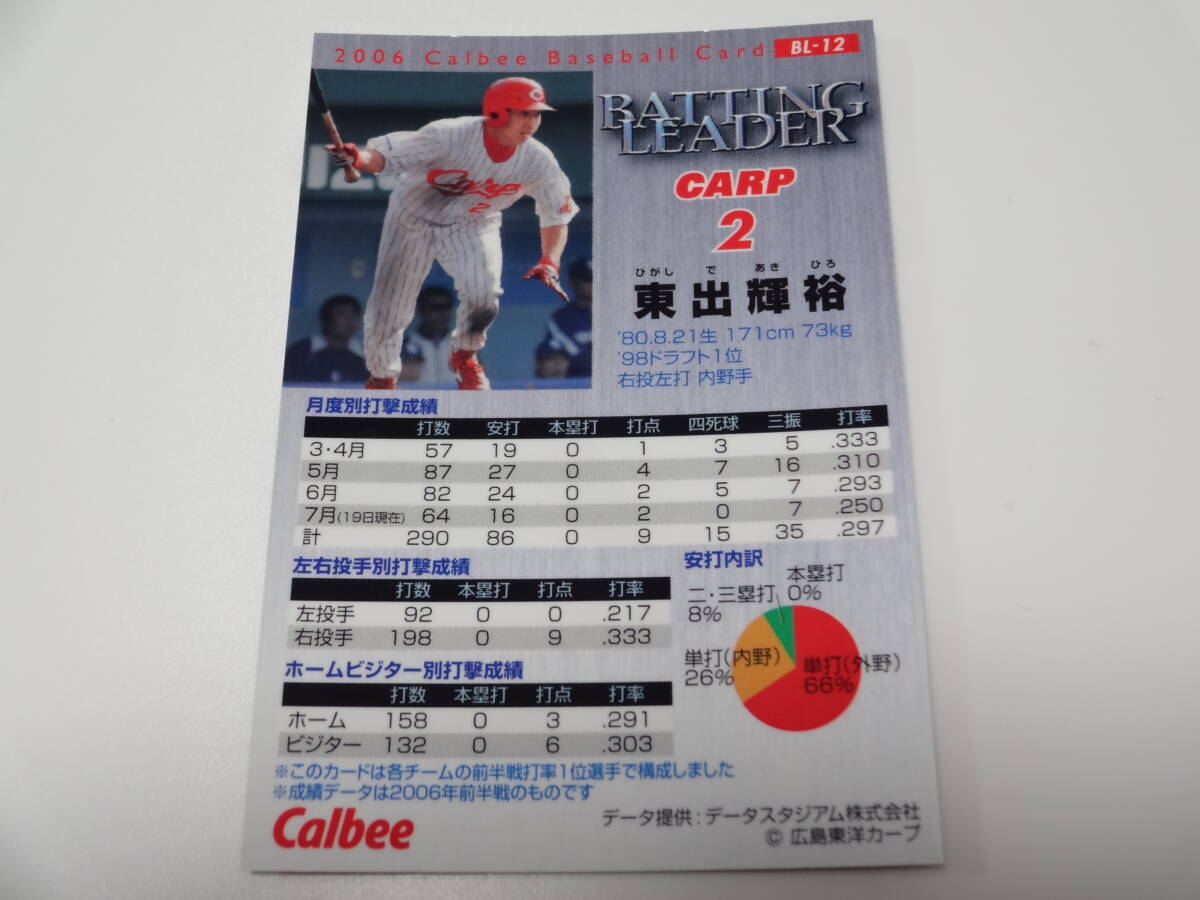 2006 Calbee Baseball Card BL-12
BATTING
LEADER
CARP
2
ひがし で あき ひろ
東出輝裕
'80.8.21生 171cm 73kg
'98ドラフト1位
右投左打 内野手
Carp
2
月度別打撃成績
打数 安打 本塁打 打点 四死球 三振 打率
3・4月 57 19 0 1 3 5 .333
5月 87 27 0 4 7 16 .310
6月 82 24 0 2 5 7 .293
7月(19日現在) 64 16 0 2 0 7 .250
計 290 86 0 9 15 35 .297
左右投手別打撃成績
打数 本塁打 打点 打率
左投手 92 0 0 .217
右投手 198 0 9 .333
ホームビジター別打撃成績
打数 本塁打 打点 打率
ホーム 158 0 3 .291
ビジター 132 0 6 .303
安打内訳
本塁打
0%
二・三塁打
8%
単打(内野)
26%
単打(外野)
66%
※このカードは各チームの前半戦打率1位選手で構成しました
※成績データは2006年前半戦のものです
Calbee
データ提供:データスタジアム株式会社
© 広島東洋カープ